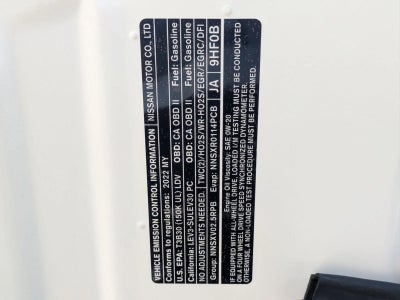 VEHICLE EMISSION CONTROL INFORMATION NISSAN MOTOR CO., LTD
Conforms to regulations: 2022 MY
U.S. EPA: T3B30 (150K UL) LDV OBD: CA OBD II Fuel: Gasoline
California: LEV3-SULEV30 PC OBD: CA OBD II Fuel: Gasoline
NO ADJUSTMENTS NEEDED. TWC(2)/HO2S/WR-HO2S/EGR/EGRC/DFI
Group: NNSXV02.5RPB Evap: NNSXR0114PCB JA 9HF0B
Engine Oil Viscosity: SAE 0W-20
IF EQUIPPED WITH ALL-WHEEL DRIVE, LOADED I/M TESTING MUST BE CONDUCTED
ON A FOUR WHEEL DRIVE SPEED SYNCHRONIZED DYNAMOMETER.
OTHERWISE, A NON-LOADED TEST PROCEDURE MUST BE CONDUCTED.